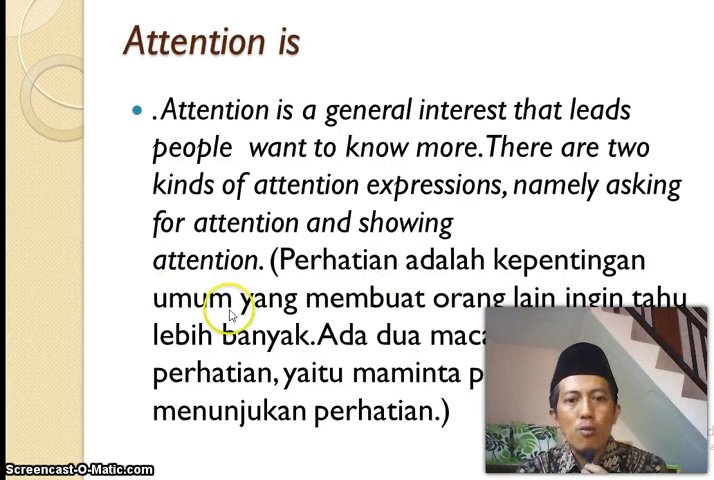 Attention is
. Attention is a general interest that leads
people want to know more. There are two
kinds of attention expressions, namely asking
for attention and showing
attention. (Perhatian adalah kepentingan
umum yang membuat orang lain ingin tahu
lebih banyak. Ada dua
perhatian, yaitu maminta
menunjukan perhatian.)
Screencast-O-Matic.com